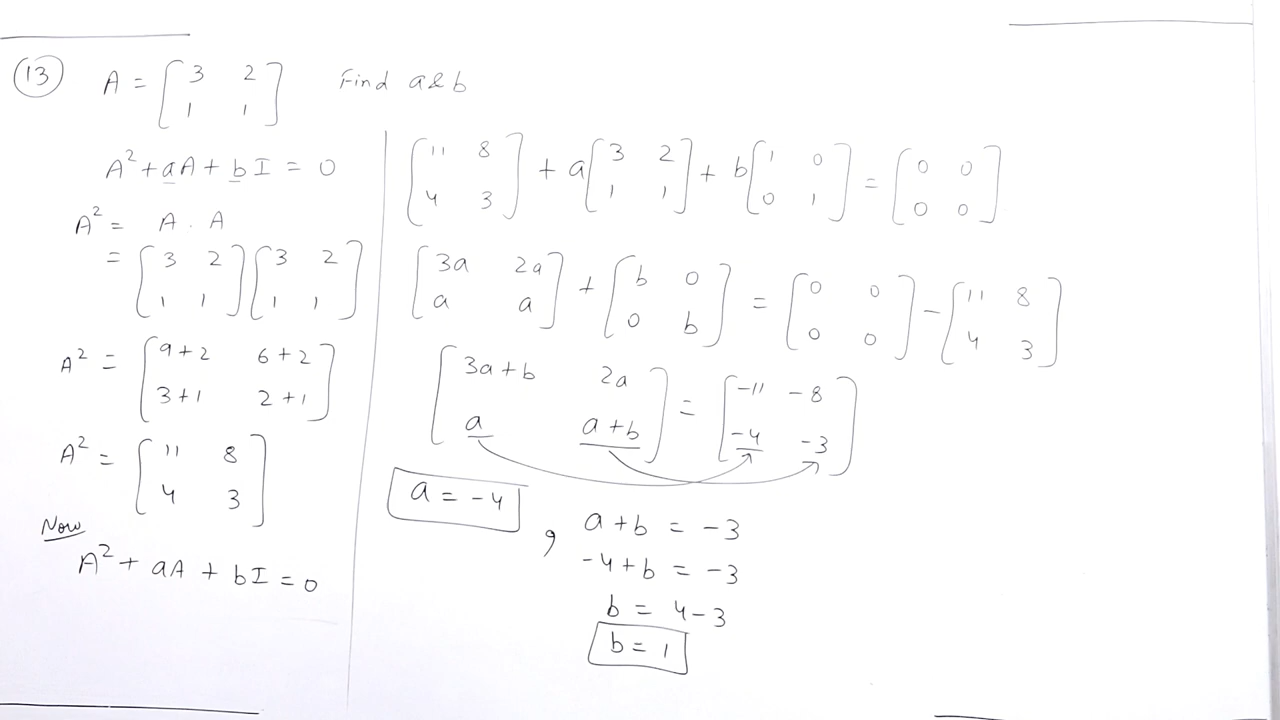 13 A = [3 2; 1 1] Find a & b
A² + aA + bI = 0
A² = A . A
= [3 2; 1 1] [3 2; 1 1]
A² = [9+2 6+2; 3+1 2+1]
A² = [11 8; 4 3]
Now
A² + aA + bI = 0
[11 8; 4 3] + a[3 2; 1 1] + b[1 0; 0 1] = [0 0; 0 0]
[3a 2a; a a] + [b 0; 0 b] = [0 0; 0 0] - [11 8; 4 3]
[3a+b 2a; a a+b] = [-11 -8; -4 -3]
a = -4 , a+b = -3
-4+b = -3
b = 4-3
b = 1